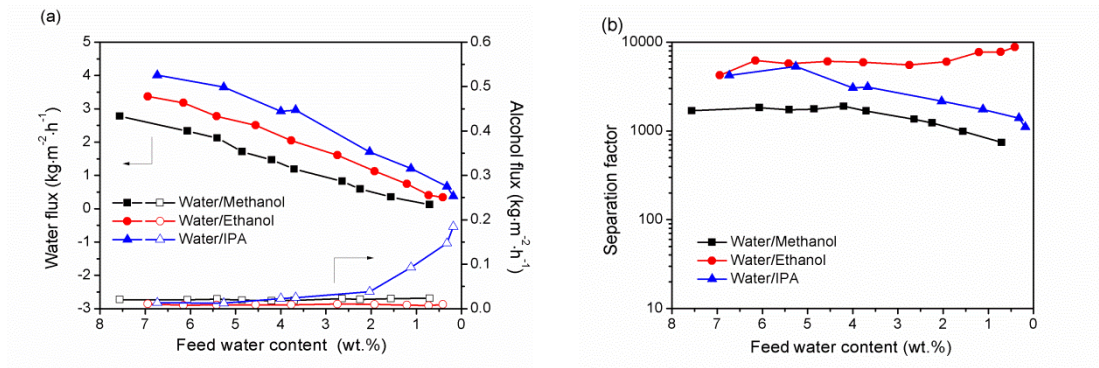 (a)
5
4
3
2
1
0
-1
-2
-3
Water flux (kg·m-2·h-1)
0.6
0.5
0.4
0.3
0.2
0.1
0.0
Alcohol flux (kg·m-2·h-1)
Water/Methanol
Water/Ethanol
Water/IPA
8 7 6 5 4 3 2 1 0
Feed water content (wt.%)
(b)
10000
1000
100
10
Separation factor
Water/Methanol
Water/Ethanol
Water/IPA
8 7 6 5 4 3 2 1 0
Feed water content (wt.%)